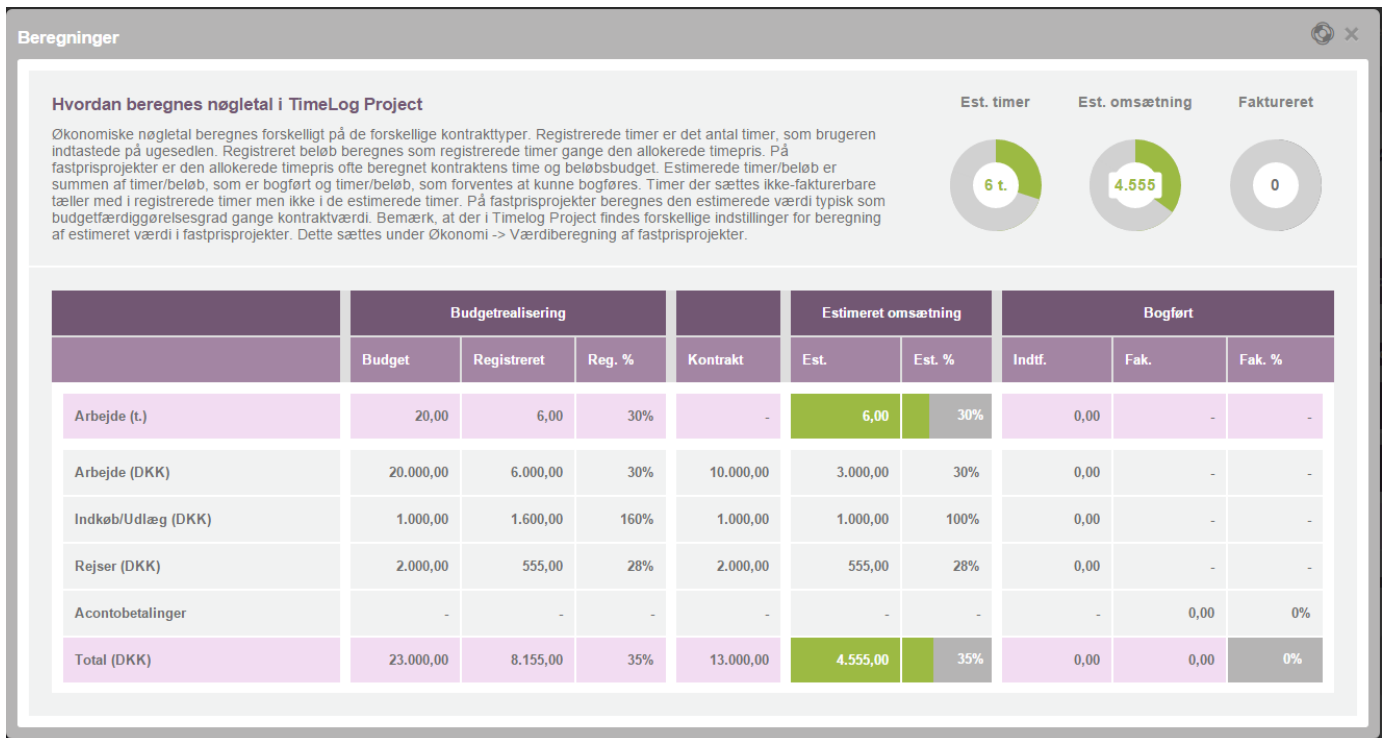 Beregninger
Hvordan beregnes nøgletal i TimeLog Project
Økonomiske nøgletal beregnes forskelligt på de forskellige kontrakttyper. Registrerede timer er det antal timer, som brugeren
indtastede på ugesedlen. Registreret beløb beregnes som registrerede timer gange den allokerede timepris. På
fastprisprojekter er den allokerede timepris ofte beregnet kontraktens time og beløbsbudget. Estimerede timer/beløb er
summen af timer/beløb, som er bogført og timer/beløb, som forventes at kunne bogføres. Timer der sættes ikke-fakturerbare
tæller med i registrerede timer men ikke i de estimerede timer. På fastprisprojekter beregnes den estimerede værdi typisk som
budgetfærdiggørelsesgrad gange kontraktværdi. Bemærk, at der i Timelog Project findes forskellige indstillinger for beregning
af estimeret værdi i fastprisprojekter. Dette sættes under Økonomi -> Værdiberegning af fastprisprojekter.
Est. timer Est. omsætning Faktureret
6 t. 4.555 0
Budgetrealisering Estimeret omsætning Bogført
Budget Registreret Reg. % Kontrakt Est. Est. % Indtf. Fak. Fak. %
Arbejde (t.) 20,00 6,00 30% - 6,00 30% 0,00 - -
Arbejde (DKK) 20.000,00 6.000,00 30% 10.000,00 3.000,00 30% 0,00 - -
Indkøb/Udlæg (DKK) 1.000,00 1.600,00 160% 1.000,00 1.000,00 100% 0,00 - -
Rejser (DKK) 2.000,00 555,00 28% 2.000,00 555,00 28% 0,00 - -
Acontobetalinger - - - - - - - 0,00 0%
Total (DKK) 23.000,00 8.155,00 35% 13.000,00 4.555,00 35% 0,00 0,00 0%